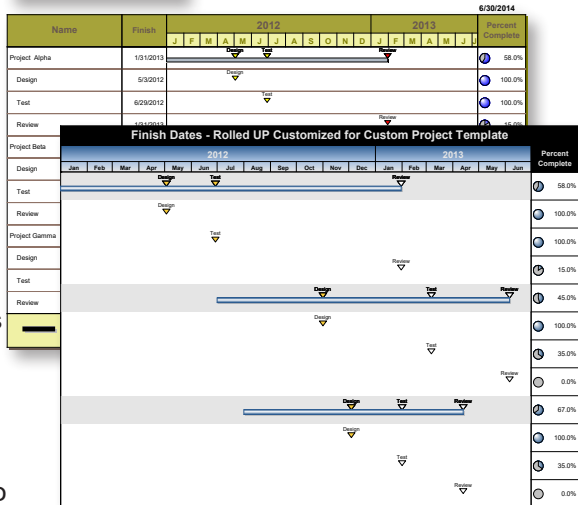 6/30/2014
Name Finish 2012 2013 Percent Complete
J F M A M J J A S O N D J F M A M J
Design Test Review
Project Alpha 1/31/2013 58.0%
Design
Design 5/3/2012 100.0%
Test
Test 6/29/2012 100.0%
Review
Review 1/31/2013 15.0%
Project Beta
Design
Test
Review
Project Gamma
Design
Test
Review
Finish Dates - Rolled UP Customized for Custom Project Template
2012 2013 Percent Complete
Jan Feb Mar Apr May Jun Jul Aug Sep Oct Nov Dec Jan Feb Mar Apr May Jun
Design Test Review
58.0%
Design
100.0%
Test
100.0%
Review
15.0%
Design Test Review
45.0%
Design
100.0%
Test
35.0%
Review
0.0%
Design Test Review
67.0%
Design
100.0%
Test
35.0%
Review
0.0%